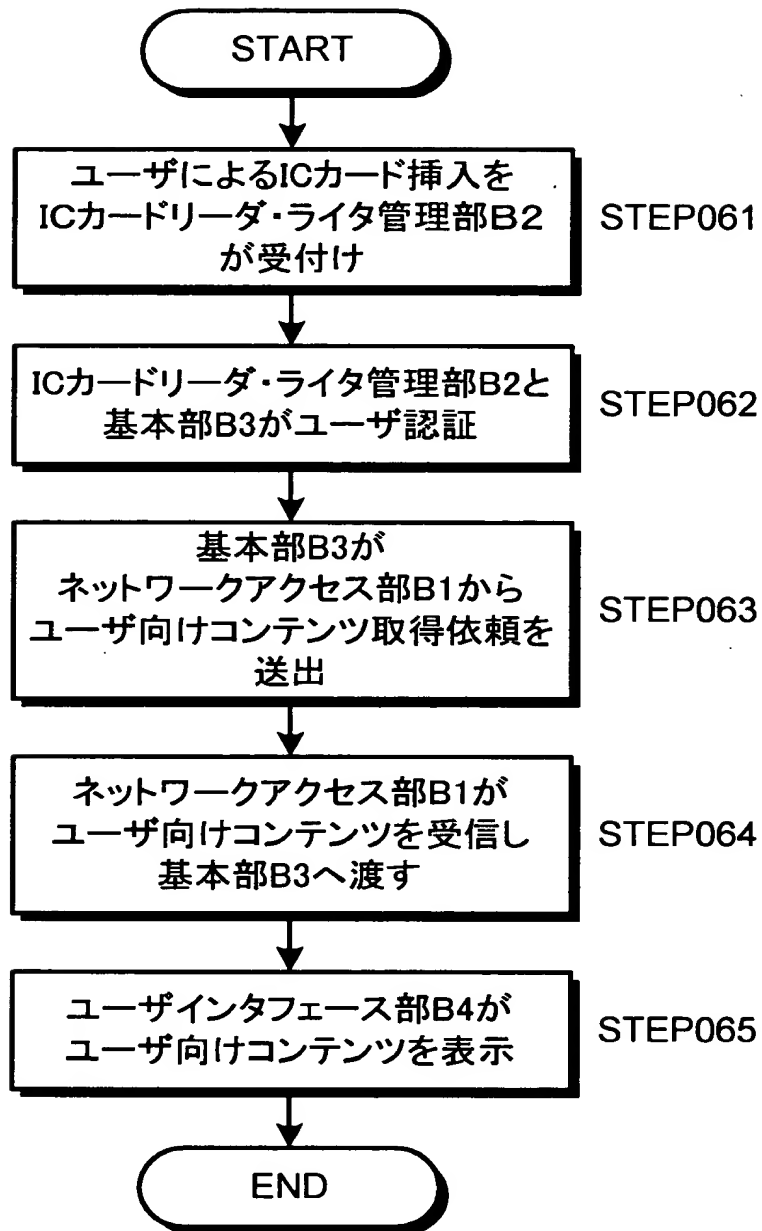 START
ユーザによるICカード挿入を
ICカードリーダ・ライタ管理部B2
が受付け
STEP061
ICカードリーダ・ライタ管理部B2と
基本部B3がユーザ認証
STEP062
基本部B3が
ネットワークアクセス部B1から
ユーザ向けコンテンツ取得依頼を
送出
STEP063
ネットワークアクセス部B1が
ユーザ向けコンテンツを受信し
基本部B3へ渡す
STEP064
ユーザインタフェース部B4が
ユーザ向けコンテンツを表示
STEP065
END